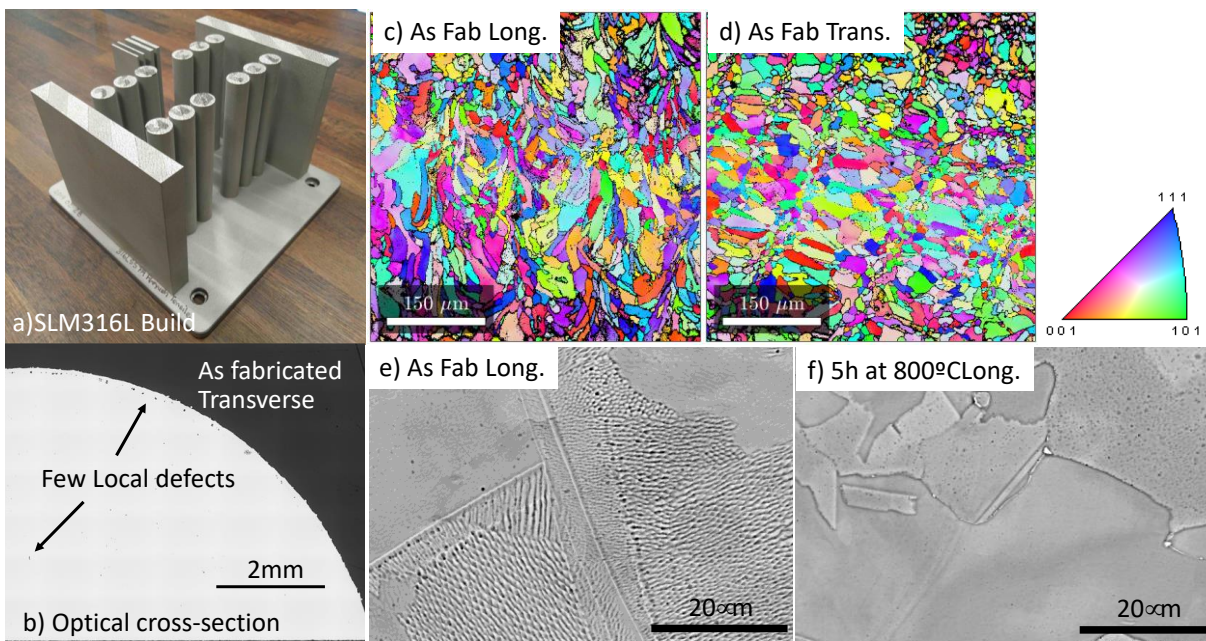 a)SLM316L Build
c) As Fab Long.
150 μm
d) As Fab Trans.
150 μm
111
001
101
As fabricated
Transverse
Few Local defects
2mm
b) Optical cross-section
e) As Fab Long.
20∝m
f) 5h at 800ºCLong.
20∝m